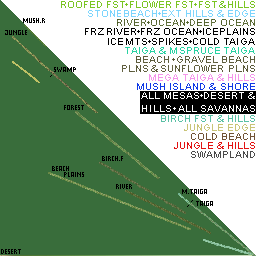 ROOFED FST•FLOWER FST•FST&HILLS
STONEBEACH•EXT HILLS & EDGE
RIVER•OCEAN•DEEP OCEAN
FRZ RIVER•FRZ OCEAN•ICEPLAINS
ICE MTS•SPIKES•COLD TAIGA
TAIGA & MSPRUCE TAIGA
BEACH•GRAVEL BEACH
PLNS & SUNFLOWER PLNS
MEGA TAIGA & HILLS
MUSH ISLAND & SHORE
ALL MESAS•DESERT &
HILLS•ALL SAVANNAS
BIRCH FST & HILLS
JUNGLE EDGE
COLD BEACH
JUNGLE & HILLS
SWAMPLAND
MUSH.R
JUNGLE
SWAMP
FOREST
BIRCH.F
BEACH
PLAINS
RIVER
M.TAIGA
TAIGA
DESERT